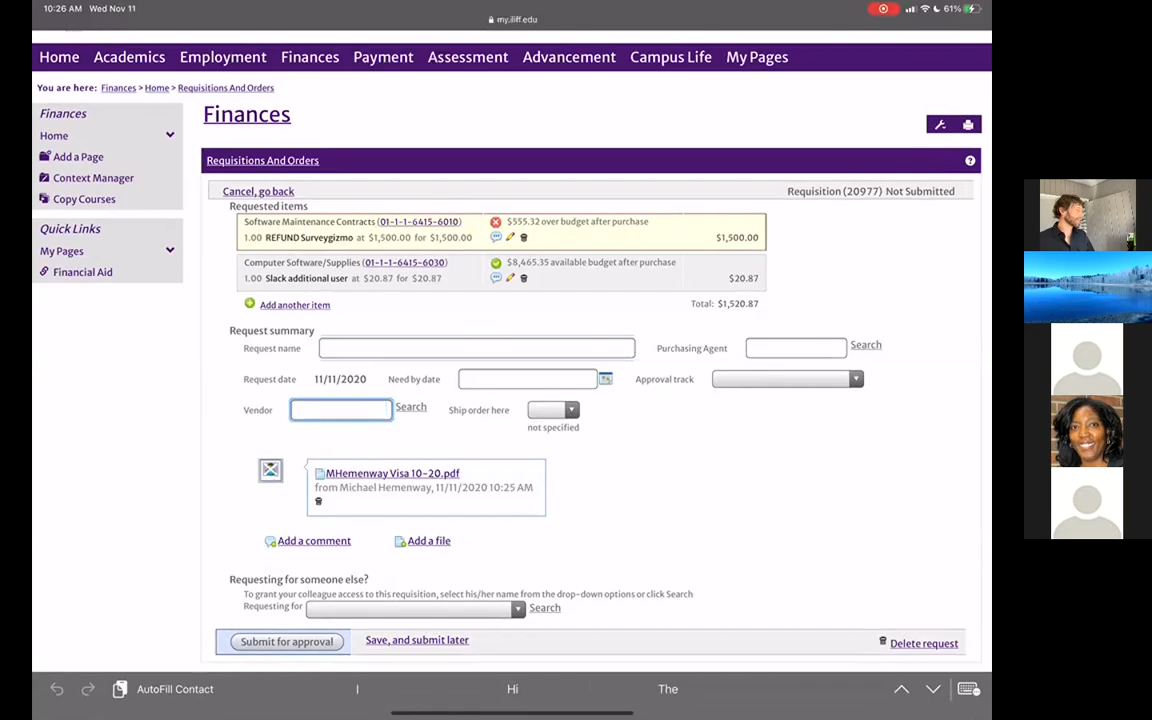 10:26 AM Wed Nov 11
61%
my.iliff.edu
Home Academics Employment Finances Payment Assessment Advancement Campus Life My Pages
You are here: Finances > Home > Requisitions And Orders
Finances
Home
Add a Page
Context Manager
Copy Courses
Quick Links
My Pages
Financial Aid
Finances
Requisitions And Orders
Cancel, go back
Requisition (20977) Not Submitted
Requested items
Software Maintenance Contracts (01-1-1-6415-6010) $555.32 over budget after purchase
1.00 REFUND Surveygizmo at $1,500.00 for $1,500.00 $1,500.00
Computer Software/Supplies (01-1-1-6415-6030) $8,465.35 available budget after purchase
1.00 Slack additional user at $20.87 for $20.87 $20.87
Add another item Total: $1,520.87
Request summary
Request name Purchasing Agent Search
Request date 11/11/2020 Need by date Approval track
Vendor Search Ship order here
not specified
MHemenway Visa 10-20.pdf
from Michael Hemenway, 11/11/2020 10:25 AM
Add a comment Add a file
Requesting for someone else?
To grant your colleague access to this requisition, select his/her name from the drop-down options or click Search
Requesting for Search
Submit for approval Save, and submit later Delete request
AutoFill Contact I Hi The